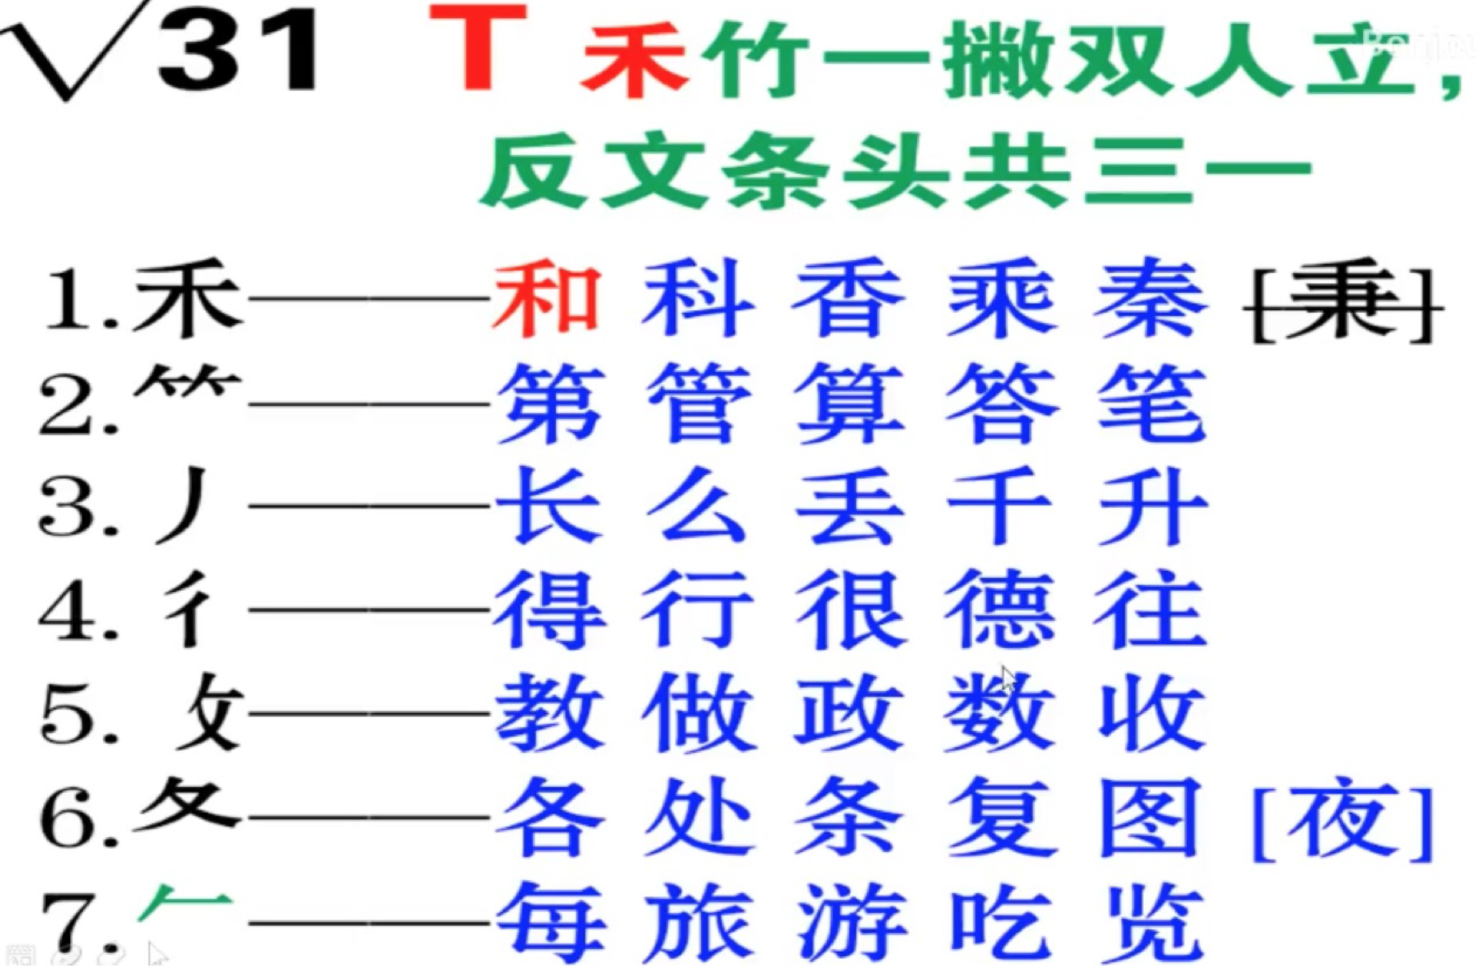 √31 T 禾竹一撇双人立，
反文条头共三一
1.禾——和 科 香 乘 秦 [秉]
2.⺮——第 管 算 答 笔
3.丿——长 么 丢 千 升
4.彳——得 行 很 德 往
5.攵——教 做 政 数 收
6.夂——各 处 条 复 图 [夜]
7.𠂉——每 旅 游 吃 览